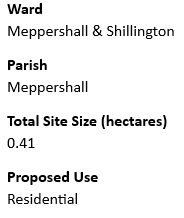 Ward
Meppershall & Shillington
Parish
Meppershall
Total Site Size (hectares)
0.41
Proposed Use
Residential